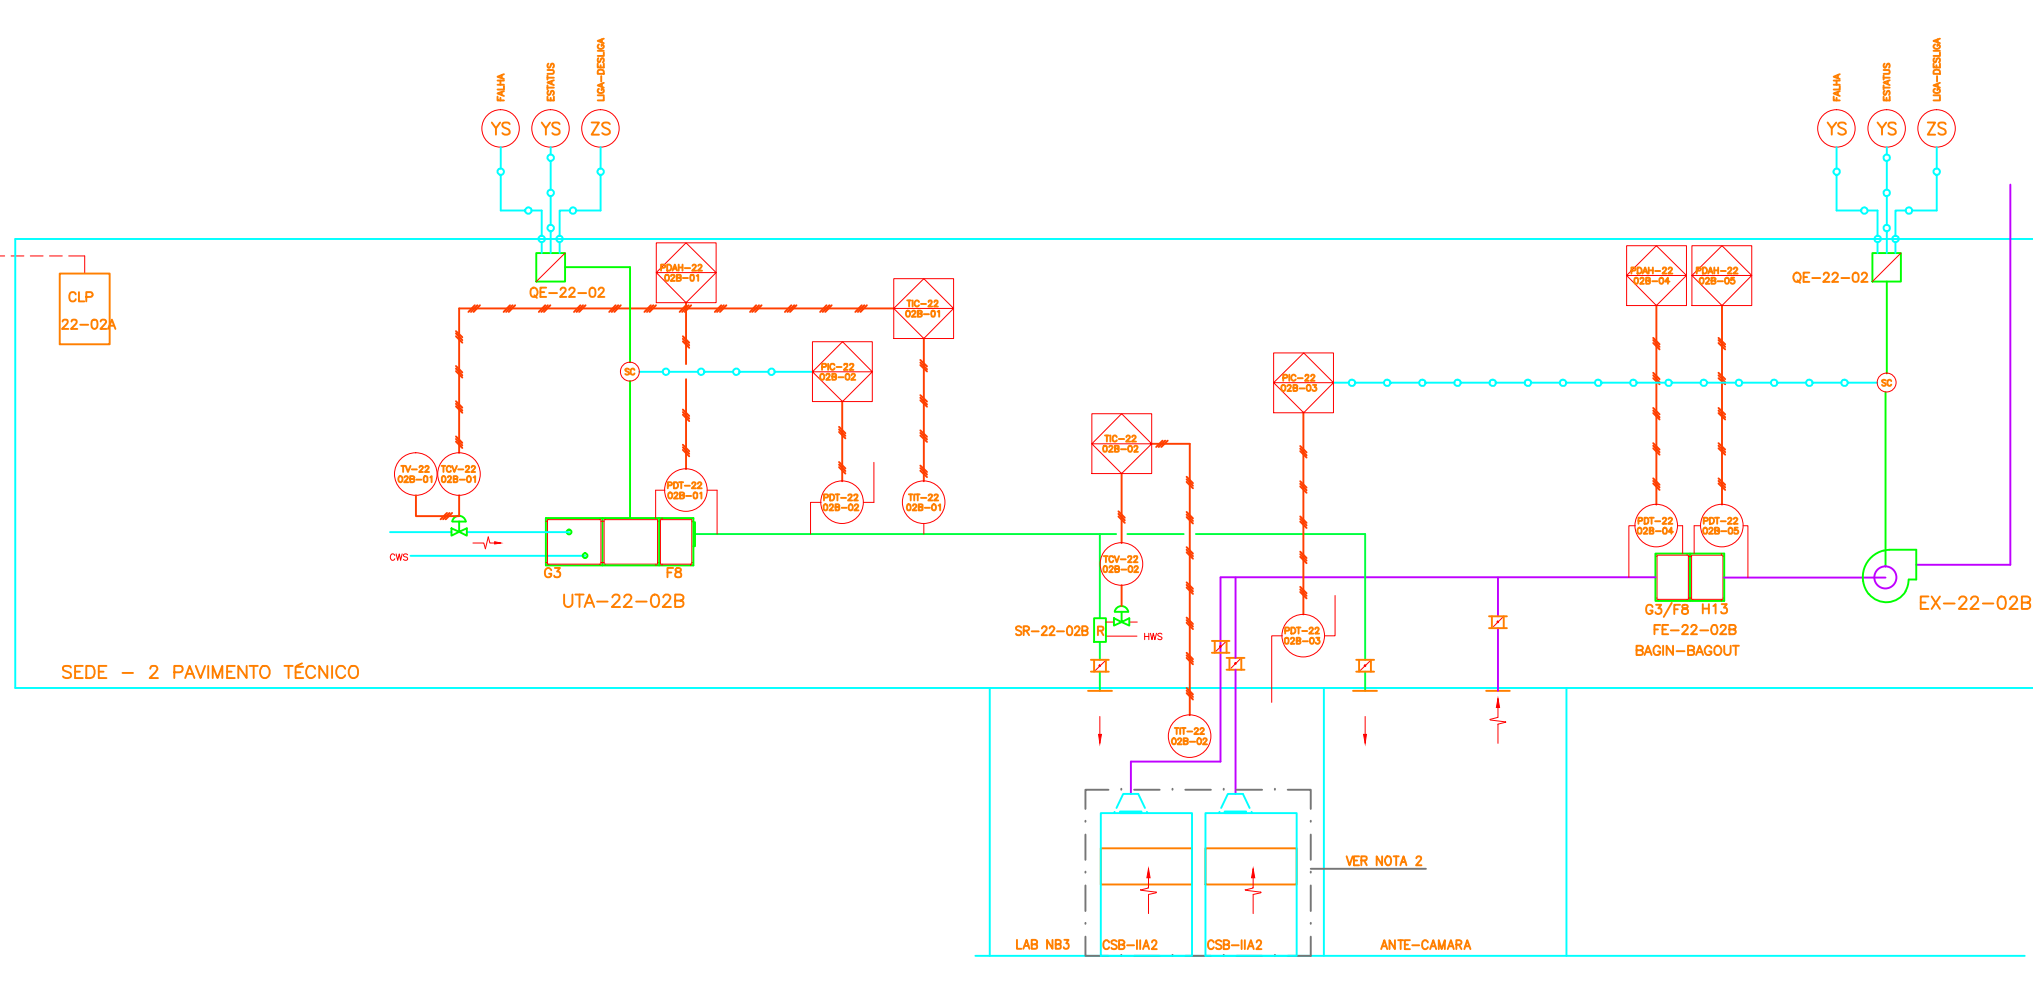 FALHA
ESTATUS
LIGA-DESLIGA
YS
YS
ZS
FALHA
ESTATUS
LIGA-DESLIGA
YS
YS
ZS
CLP
22-02A
QE-22-02
PDAH-22
02B-01
TIC-22
02B-01
PDAH-22
02B-04
PDAH-22
02B-05
QE-22-02
SC
PIC-22
02B-02
PIC-22
02B-03
SC
TIC-22
02B-02
TV-22
02B-01
TCV-22
02B-01
PDT-22
02B-01
PDT-22
02B-02
TIT-22
02B-01
PDT-22
02B-04
PDT-22
02B-05
CWS
G3
F8
UTA-22-02B
TCV-22
02B-02
SR-22-02B
R
HWS
PDT-22
02B-03
G3/F8
H13
FE-22-02B
BAGIN-BAGOUT
EX-22-02B
SEDE - 2 PAVIMENTO TÉCNICO
TIT-22
02B-02
VER NOTA 2
LAB NB3
CSB-IIA2
CSB-IIA2
ANTE-CAMARA